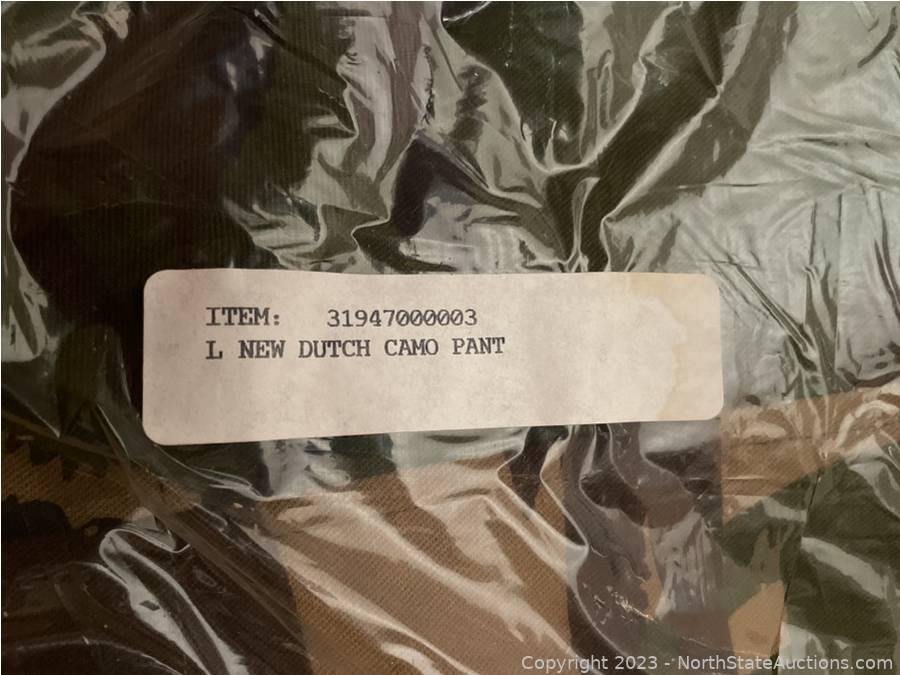 ITEM: 31947000003
L NEW DUTCH CAMO PANT
Copyright 2023 - NorthStateAuctions.com